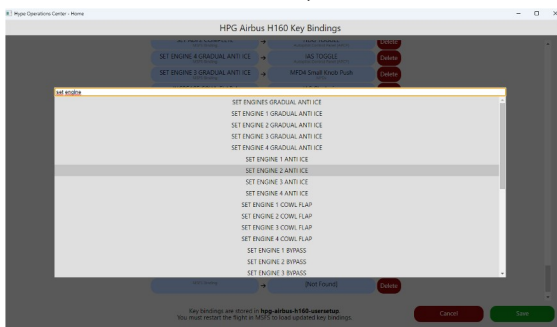 Hype Operations Center - Home
HPG Airbus H160 Key Bindings
Delete
SET ENGINE 4 GRADUAL ANTI ICE → IAS TOGGLE Delete
SET ENGINE 3 GRADUAL ANTI ICE → MFD4 Small Knob Push Delete
set engine
SET ENGINES GRADUAL ANTI ICE
SET ENGINE 1 GRADUAL ANTI ICE
SET ENGINE 2 GRADUAL ANTI ICE
SET ENGINE 3 GRADUAL ANTI ICE
SET ENGINE 4 GRADUAL ANTI ICE
SET ENGINE 1 ANTI ICE
SET ENGINE 2 ANTI ICE
SET ENGINE 3 ANTI ICE
SET ENGINE 4 ANTI ICE
SET ENGINE 1 COWL FLAP
SET ENGINE 2 COWL FLAP
SET ENGINE 3 COWL FLAP
SET ENGINE 4 COWL FLAP
SET ENGINE 1 BYPASS
SET ENGINE 2 BYPASS
SET ENGINE 3 BYPASS
→ [Not Found] Delete
Key bindings are stored in hpg-airbus-h160-usersetup.
You must restart the flight in MSFS to load updated key bindings.
Cancel Save